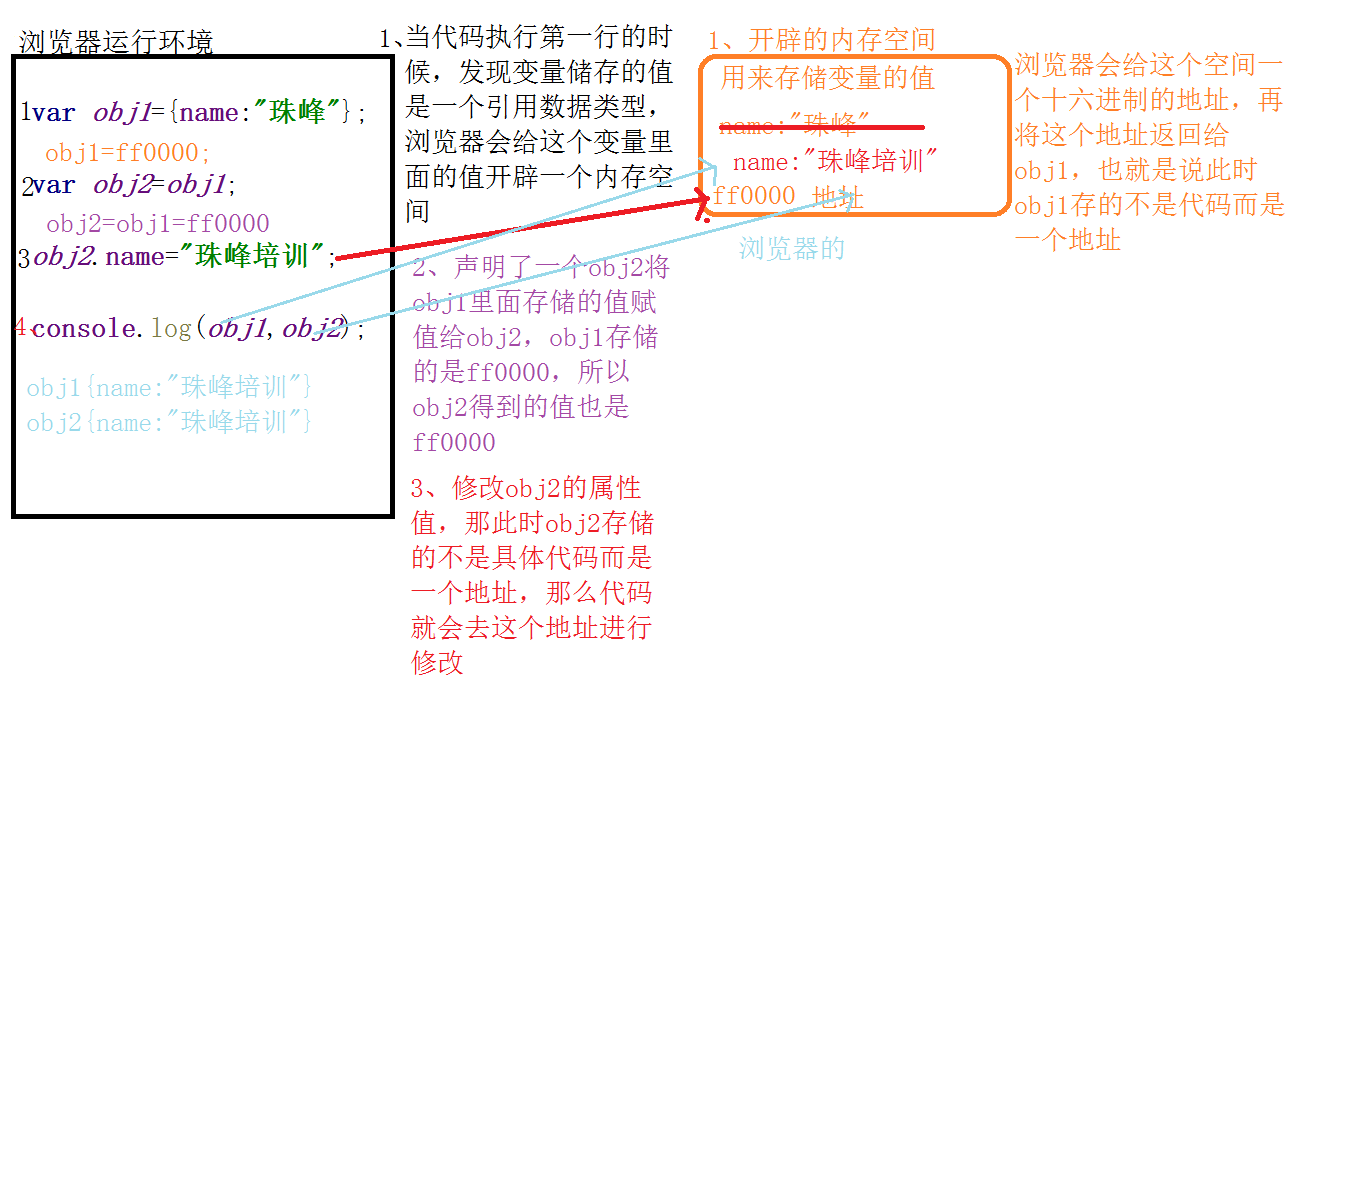 浏览器运行环境
1var obj1={name:"珠峰"};
obj1=ff0000;
2var obj2=obj1;
obj2=obj1=ff0000
3obj2.name="珠峰培训";
4、console.log(obj1,obj2);
obj1{name:"珠峰培训"}
obj2{name:"珠峰培训"}
1、当代码执行第一行的时
候，发现变量储存的值
是一个引用数据类型，
浏览器会给这个变量里
面的值开辟一个内存空
间
2、声明了一个obj2将
obj1里面存储的值赋
值给obj2，obj1存储
的是ff0000，所以
obj2得到的值也是
ff0000
3、修改obj2的属性
值，那此时obj2存储
的不是具体代码而是
一个地址，那么代码
就会去这个地址进行
修改
1、开辟的内存空间
用来存储变量的值
name:"珠峰"
name:"珠峰培训"
ff0000 地址
浏览器的
浏览器会给这个空间一
个十六进制的地址，再
将这个地址返回给
obj1，也就是说此时
obj1存的不是代码而是
一个地址